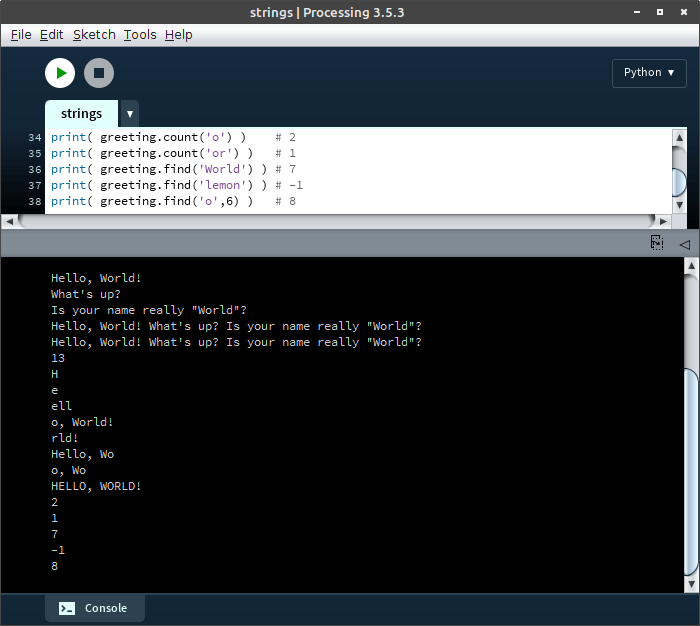 strings | Processing 3.5.3
File Edit Sketch Tools Help
Python ▼
strings ▼
34 print( greeting.count('o') )    # 2
35 print( greeting.count('or') )   # 1
36 print( greeting.find('World') ) # 7
37 print( greeting.find('lemon') ) # -1
38 print( greeting.find('o',6) )   # 8
Hello, World!
What's up?
Is your name really "World"?
Hello, World! What's up? Is your name really "World"?
Hello, World! What's up? Is your name really "World"?
13
H
e
ell
o, World!
rld!
Hello, Wo
o, Wo
HELLO, WORLD!
2
1
7
-1
8
Console